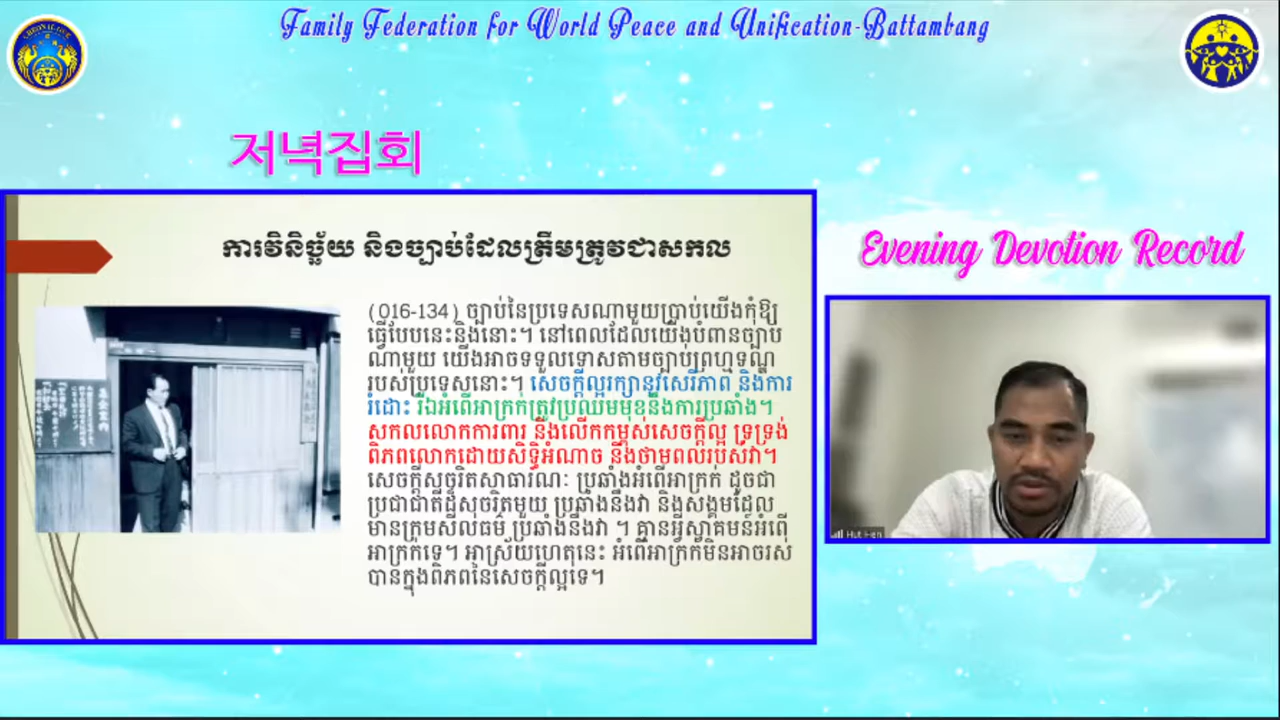 Family Federation for World Peace and Unification-Battambang
저녁집회
ការវិនិច្ឆ័យ និងច្បាប់ដែលត្រឹមត្រូវជាសកល
Evening Devotion Record
(016-134) ច្បាប់នៃប្រទេសណាមួយប្រាប់យើងកុំឱ្យ
ធ្វើបែបនេះនិងនោះ។ នៅពេលដែលយើងបំពានច្បាប់
ណាមួយ យើងអាចទទួលទោសតាមច្បាប់ព្រហ្មទណ្ឌ
របស់ប្រទេសនោះ។ សេចក្តីល្អរក្សានូវសេរីភាព និងការ
រំដោះ រីឯអំពើអាក្រក់ត្រូវប្រឈមមុខនឹងការប្រឆាំង។
សកលលោកការពារ និងលើកកម្ពស់សេចក្តីល្អ ទ្រទ្រង់
ពិភពលោកដោយសិទ្ធិអំណាច និងថាមពលរបស់វា។
សេចក្តីសុចរិតសាធារណៈ ប្រឆាំងអំពើអាក្រក់ ដូចជា
ប្រជាជាតិដ៏សុចរិតមួយ ប្រឆាំងនឹងវា និងសង្គមដែល
មានក្រមសីលធម៌ ប្រឆាំងនឹងវា ។ គ្មានអ្វីស្វាគមន៍អំពើ
អាក្រក់ទេ។ អាស្រ័យហេតុនេះ អំពើអាក្រក់មិនអាចរស់
បានក្នុងពិភពនៃសេចក្តីល្អទេ។
Hut Hen